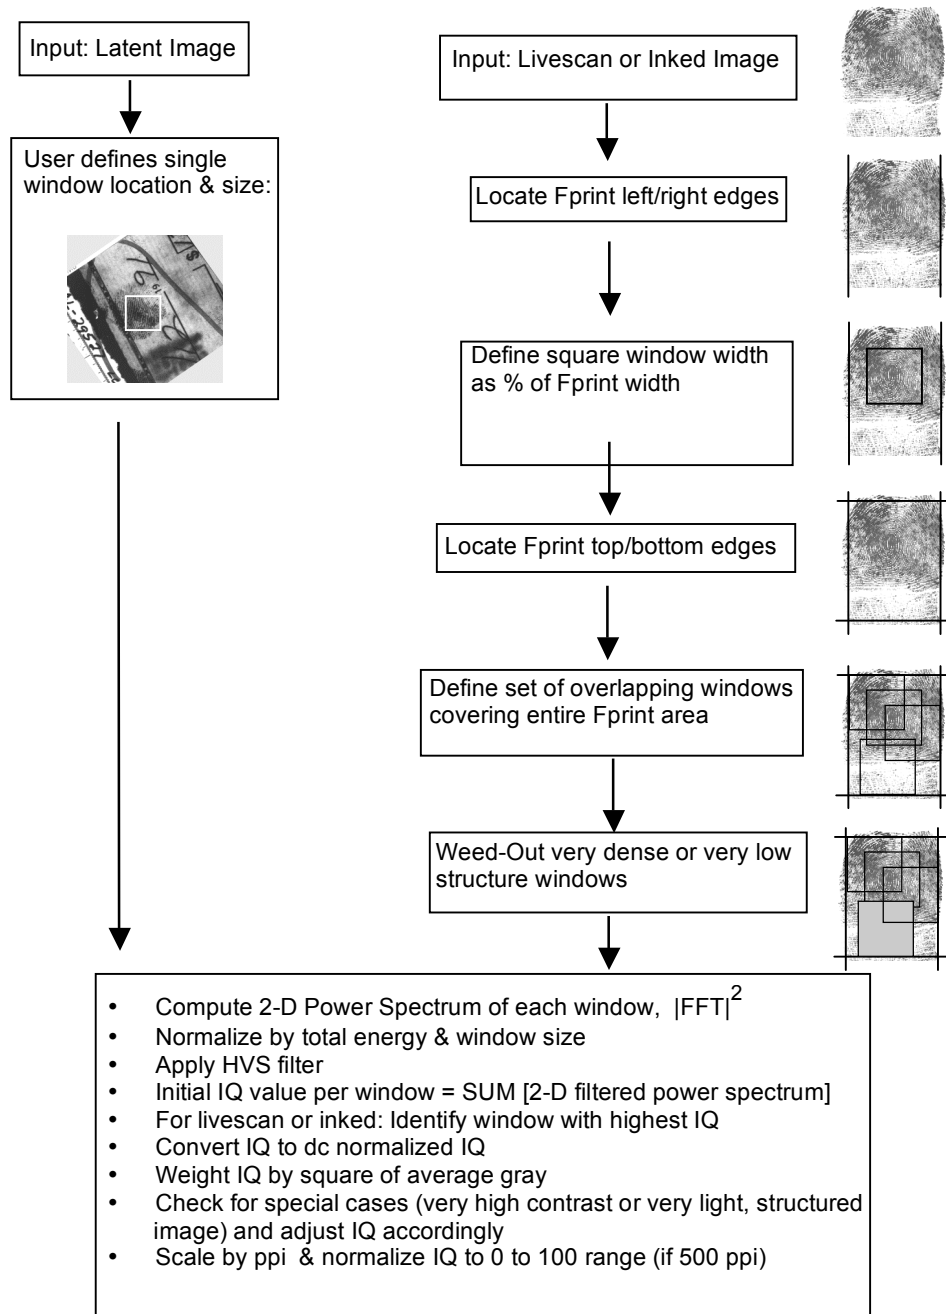 Input: Latent Image
User defines single
window location & size:
Input: Livescan or Inked Image
Locate Fprint left/right edges
Define square window width
as % of Fprint width
Locate Fprint top/bottom edges
Define set of overlapping windows
covering entire Fprint area
Weed-Out very dense or very low
structure windows
• Compute 2-D Power Spectrum of each window, |FFT|²
• Normalize by total energy & window size
• Apply HVS filter
• Initial IQ value per window = SUM [2-D filtered power spectrum]
• For livescan or inked: Identify window with highest IQ
• Convert IQ to dc normalized IQ
• Weight IQ by square of average gray
• Check for special cases (very high contrast or very light, structured
image) and adjust IQ accordingly
• Scale by ppi & normalize IQ to 0 to 100 range (if 500 ppi)